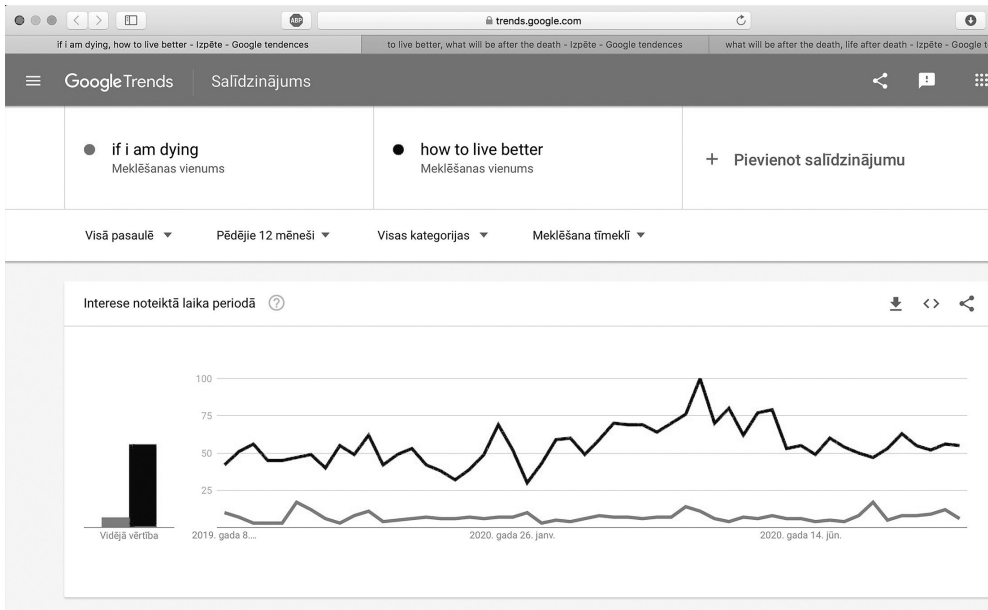 ABP
trends.google.com
if i am dying, how to live better - Izpēte - Google tendences
to live better, what will be after the death - Izpēte - Google tendences
what will be after the death, life after death - Izpēte - Google t
Google Trends
Salīdzinājums
if i am dying
Meklēšanas vienums
how to live better
Meklēšanas vienums
+ Pievienot salīdzinājumu
Visā pasaulē
Pēdējie 12 mēneši
Visas kategorijas
Meklēšana tīmeklī
Interese noteiktā laika periodā
100
75
50
25
Vidējā vērtība
2019. gada 8....
2020. gada 26. janv.
2020. gada 14. jūn.